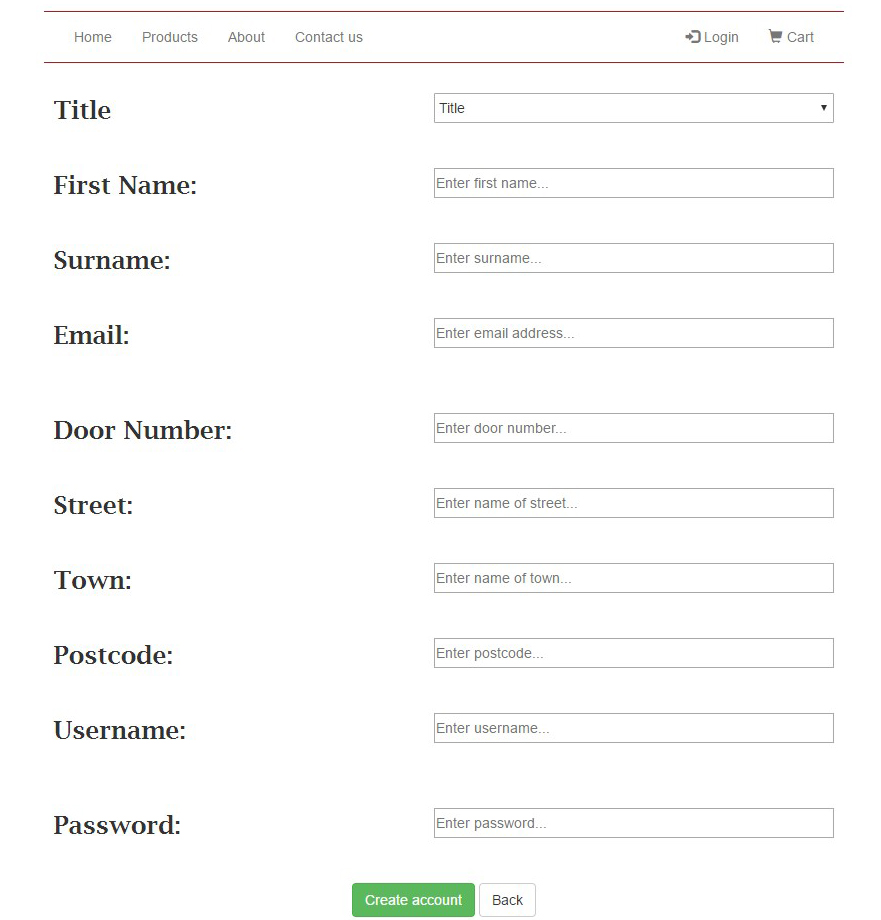 Home Products About Contact us Login Cart
Title Title
First Name: Enter first name...
Surname: Enter surname...
Email: Enter email address...
Door Number: Enter door number...
Street: Enter name of street...
Town: Enter name of town...
Postcode: Enter postcode...
Username: Enter username...
Password: Enter password...
Create account Back